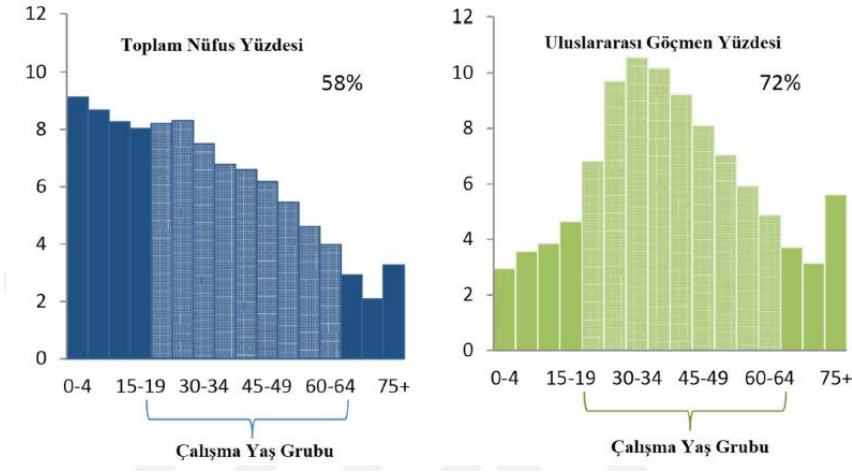 12
Toplam Nüfus Yüzdesi
10
58%
8
6
4
2
0
0-4 15-19 30-34 45-49 60-64 75+
Çalışma Yaş Grubu
12
Uluslararası Göçmen Yüzdesi
10
72%
8
6
4
2
0
0-4 15-19 30-34 45-49 60-64 75+
Çalışma Yaş Grubu